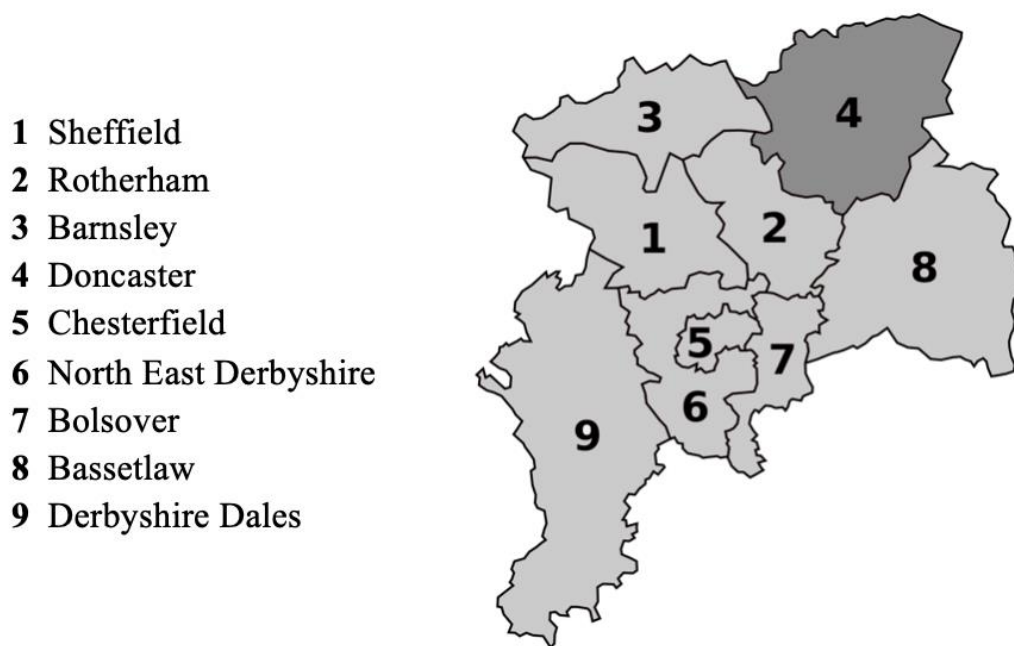 1 Sheffield
2 Rotherham
3 Barnsley
4 Doncaster
5 Chesterfield
6 North East Derbyshire
7 Bolsover
8 Bassetlaw
9 Derbyshire Dales
3
4
1
2
8
5
7
6
9